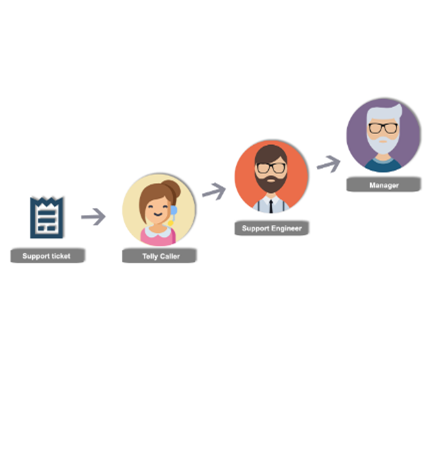 Support ticket
Telly Caller
Support Engineer
Manager